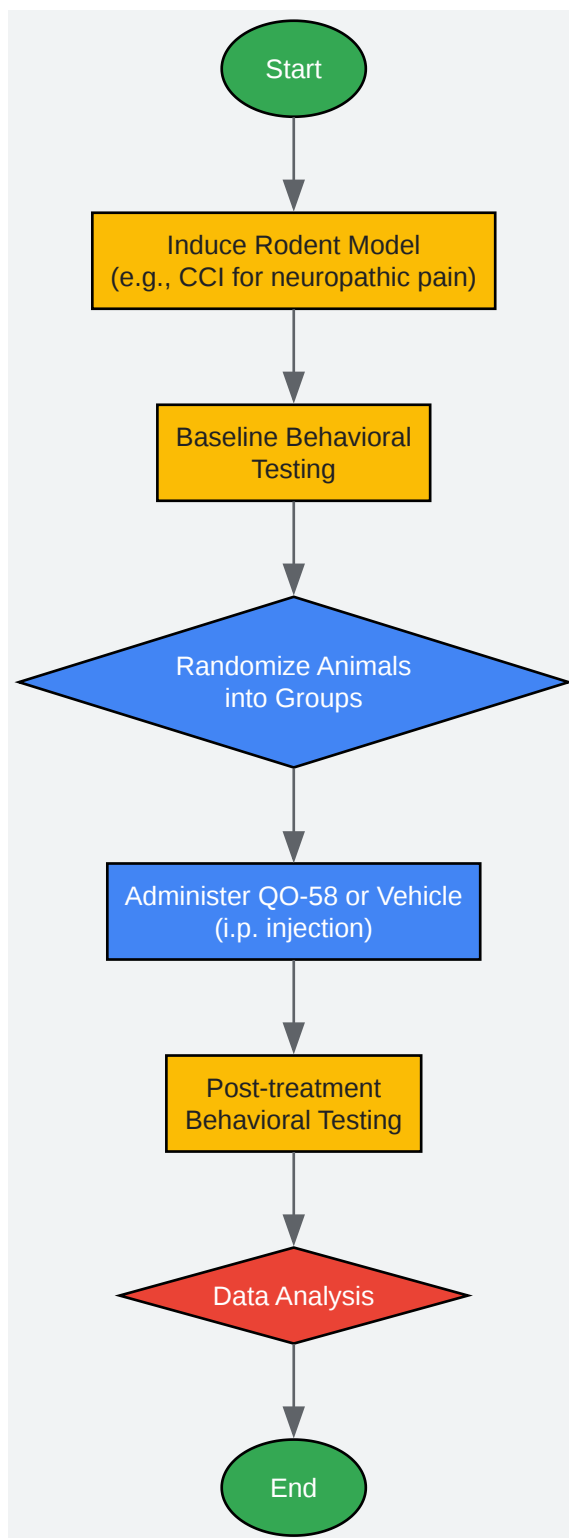 Start
Induce Rodent Model
(e.g., CCI for neuropathic pain)
Baseline Behavioral
Testing
Randomize Animals
into Groups
Administer QO-58 or Vehicle
(i.p. injection)
Post-treatment
Behavioral Testing
Data Analysis
End